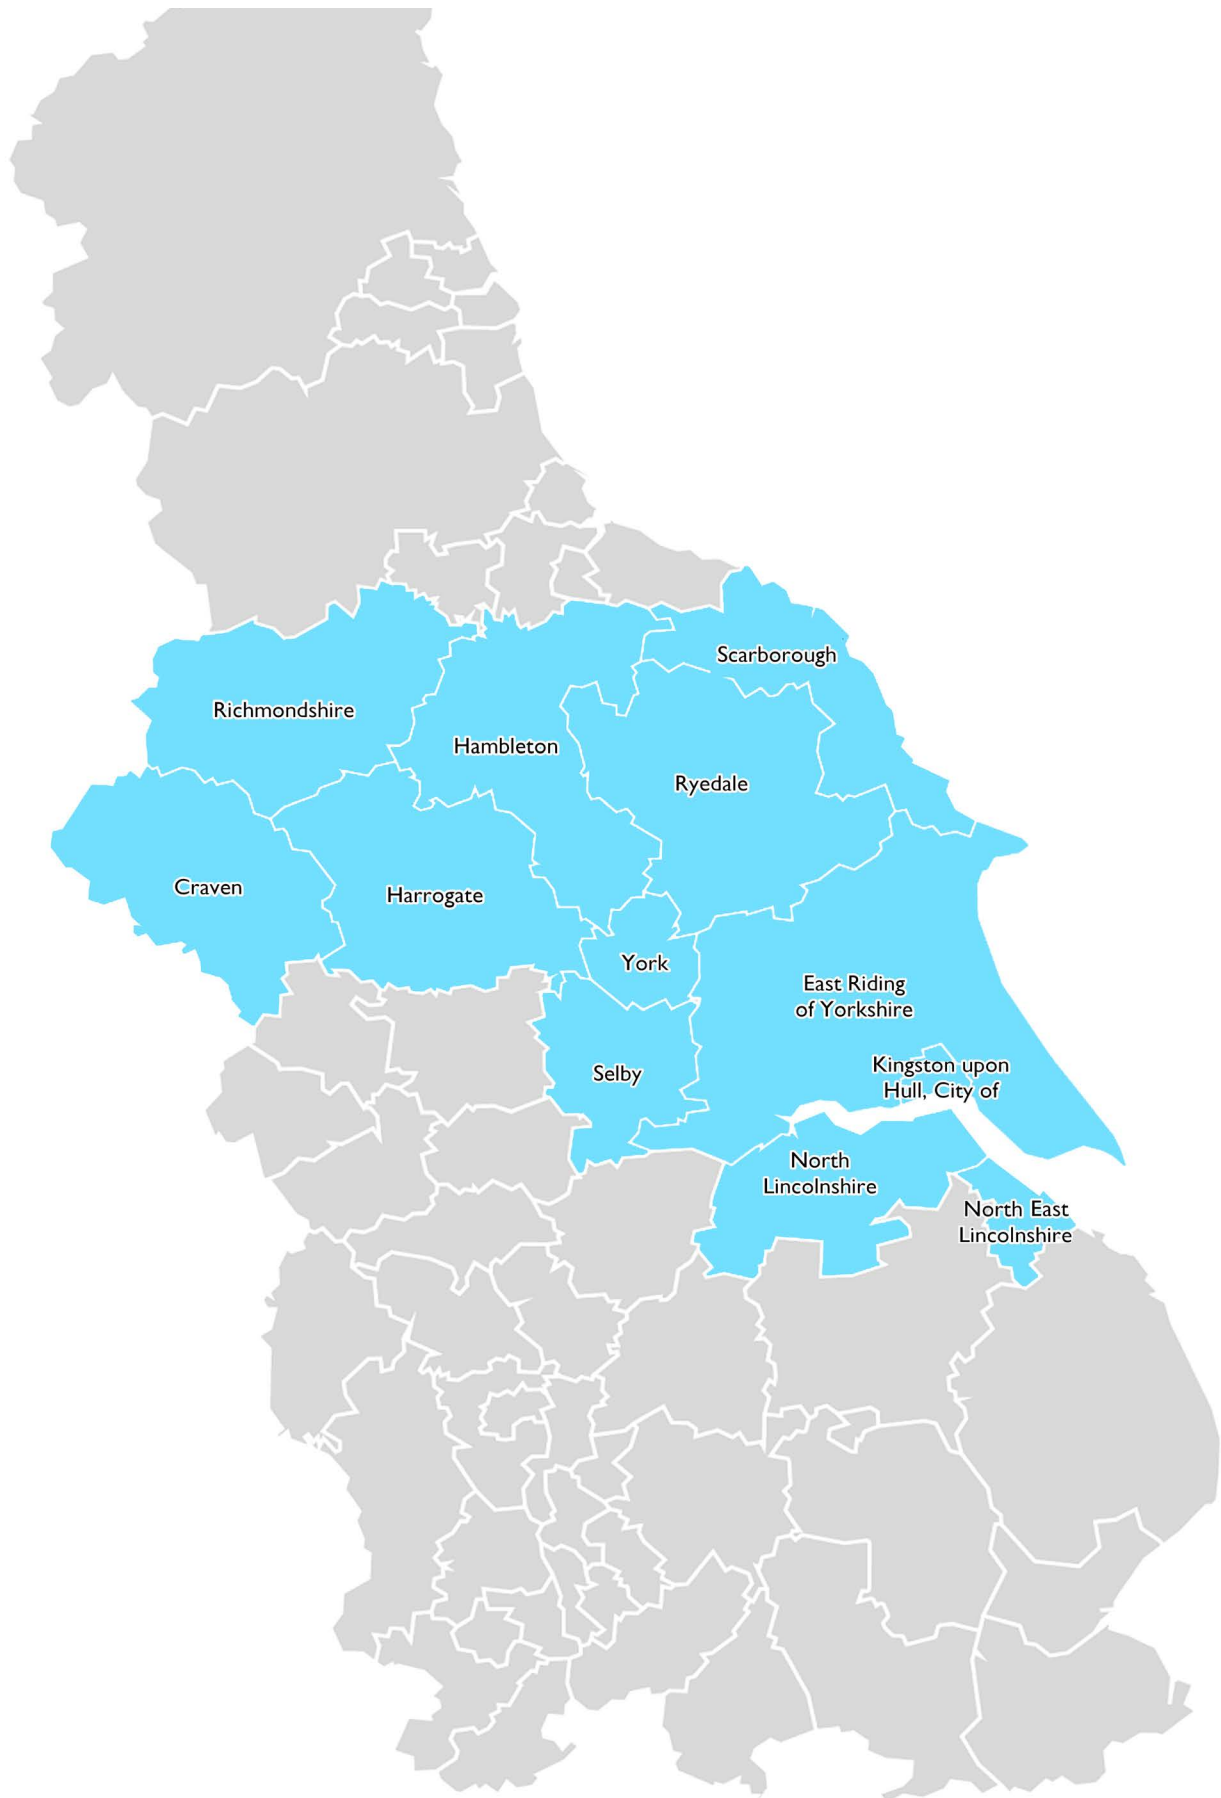 Scarborough
Richmondshire
Hambleton
Ryedale
Craven
Harrogate
York
East Riding
of Yorkshire
Selby
Kingston upon
Hull, City of
North
Lincolnshire
North East
Lincolnshire